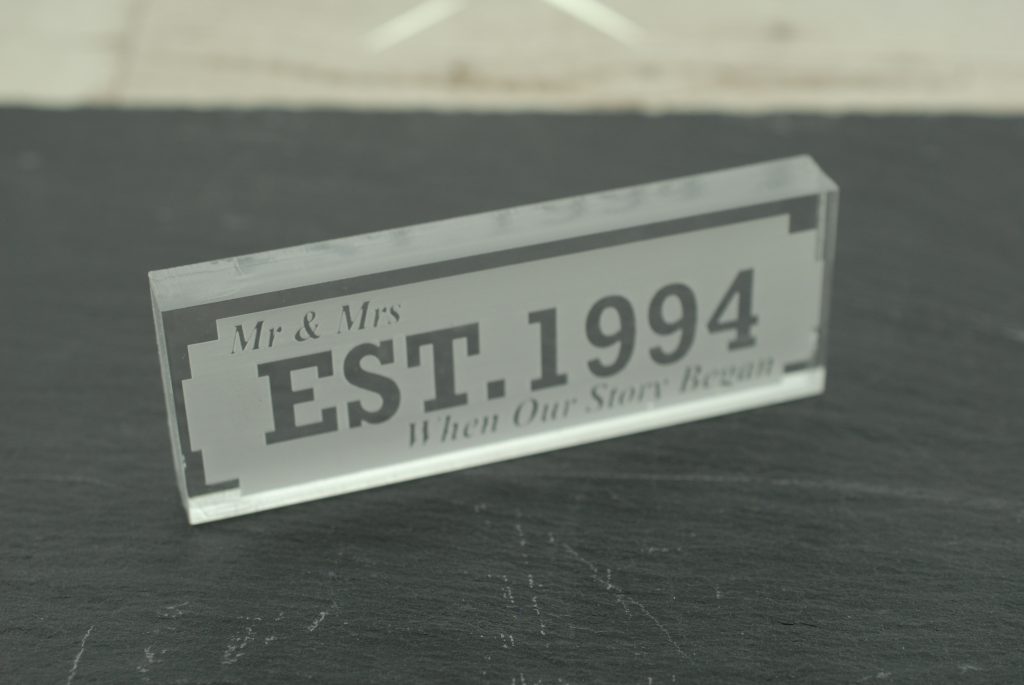 Mr & Mrs
EST.1994
When Our Story Began